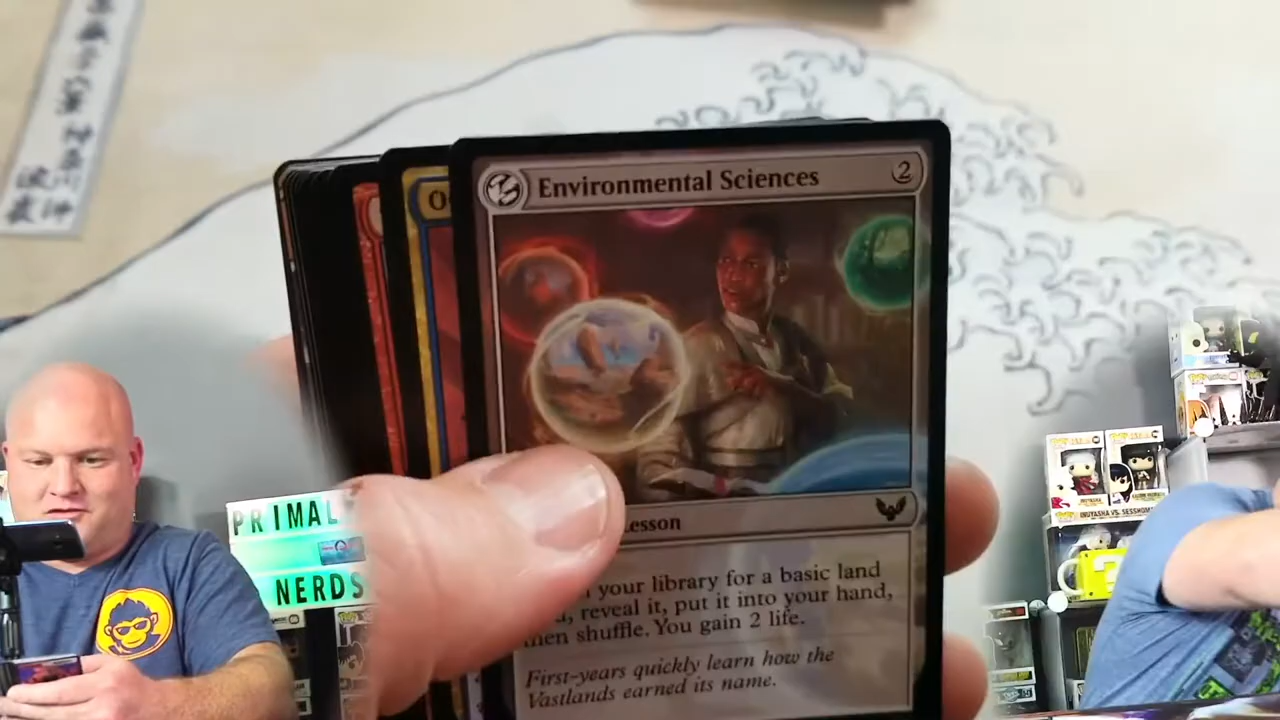 Environmental Sciences 2
Lesson
your library for a basic land
reveal it, put it into your hand,
then shuffle. You gain 2 life.
First-years quickly learn how the
Vastlands earned its name.
PRIMAL
NERDS
INUYASHA VS. SESSHOM